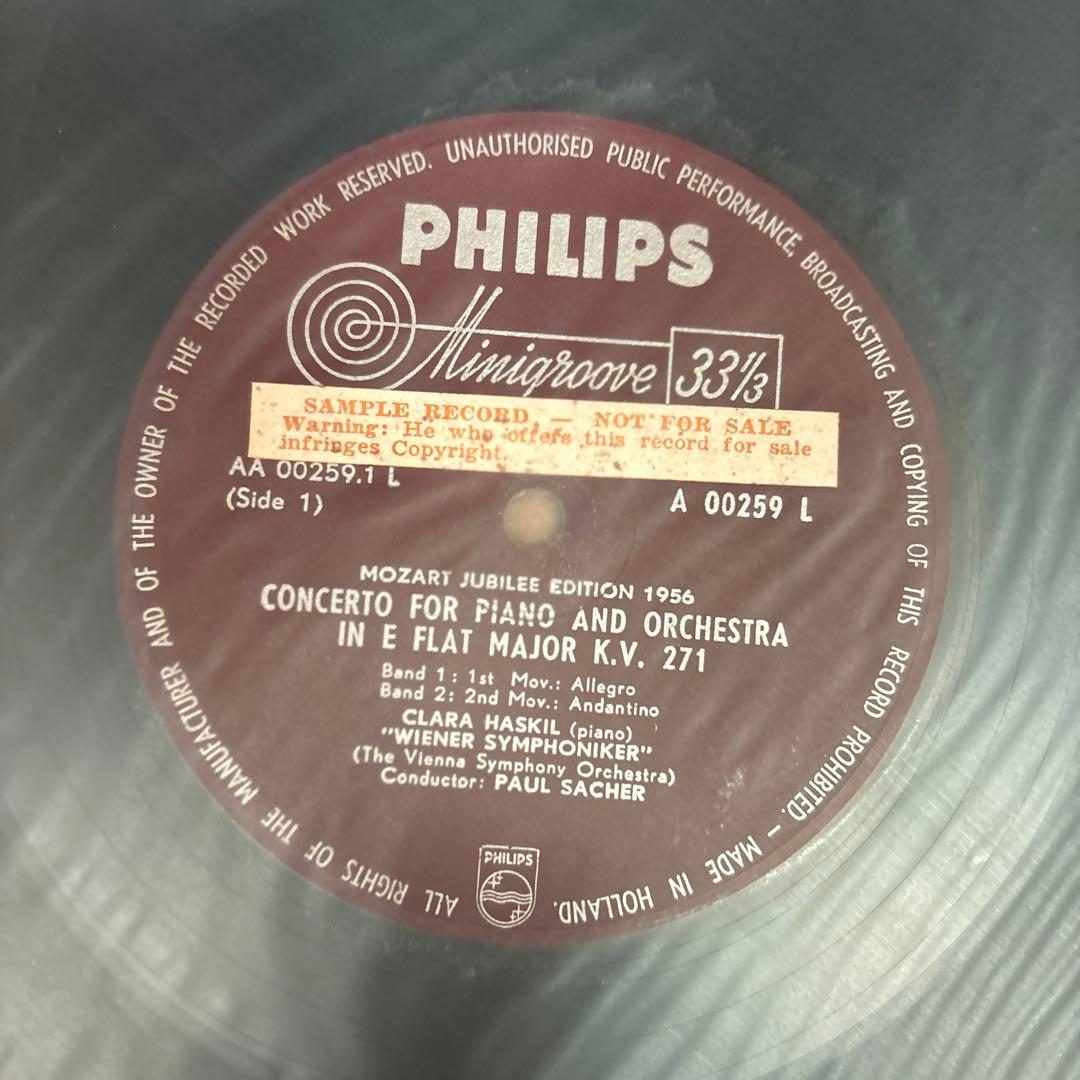 ALL RIGHTS OF THE MANUFACTURER AND OF THE OWNER OF THE RECORDED WORK RESERVED. UNAUTHORISED PUBLIC PERFORMANCE, BROADCASTING AND COPYING OF THIS RECORD PROHIBITED. – MADE IN HOLLAND.
PHILIPS
Minigroove 33 1/3
SAMPLE RECORD — NOT FOR SALE
Warning: He who offers this record for sale
infringes Copyright.
AA 00259.1 L
(Side 1)
A 00259 L
MOZART JUBILEE EDITION 1956
CONCERTO FOR PIANO AND ORCHESTRA
IN E FLAT MAJOR K.V. 271
Band 1: 1st Mov.: Allegro
Band 2: 2nd Mov.: Andantino
CLARA HASKIL (piano)
"WIENER SYMPHONIKER"
(The Vienna Symphony Orchestra)
Conductor: PAUL SACHER
PHILIPS